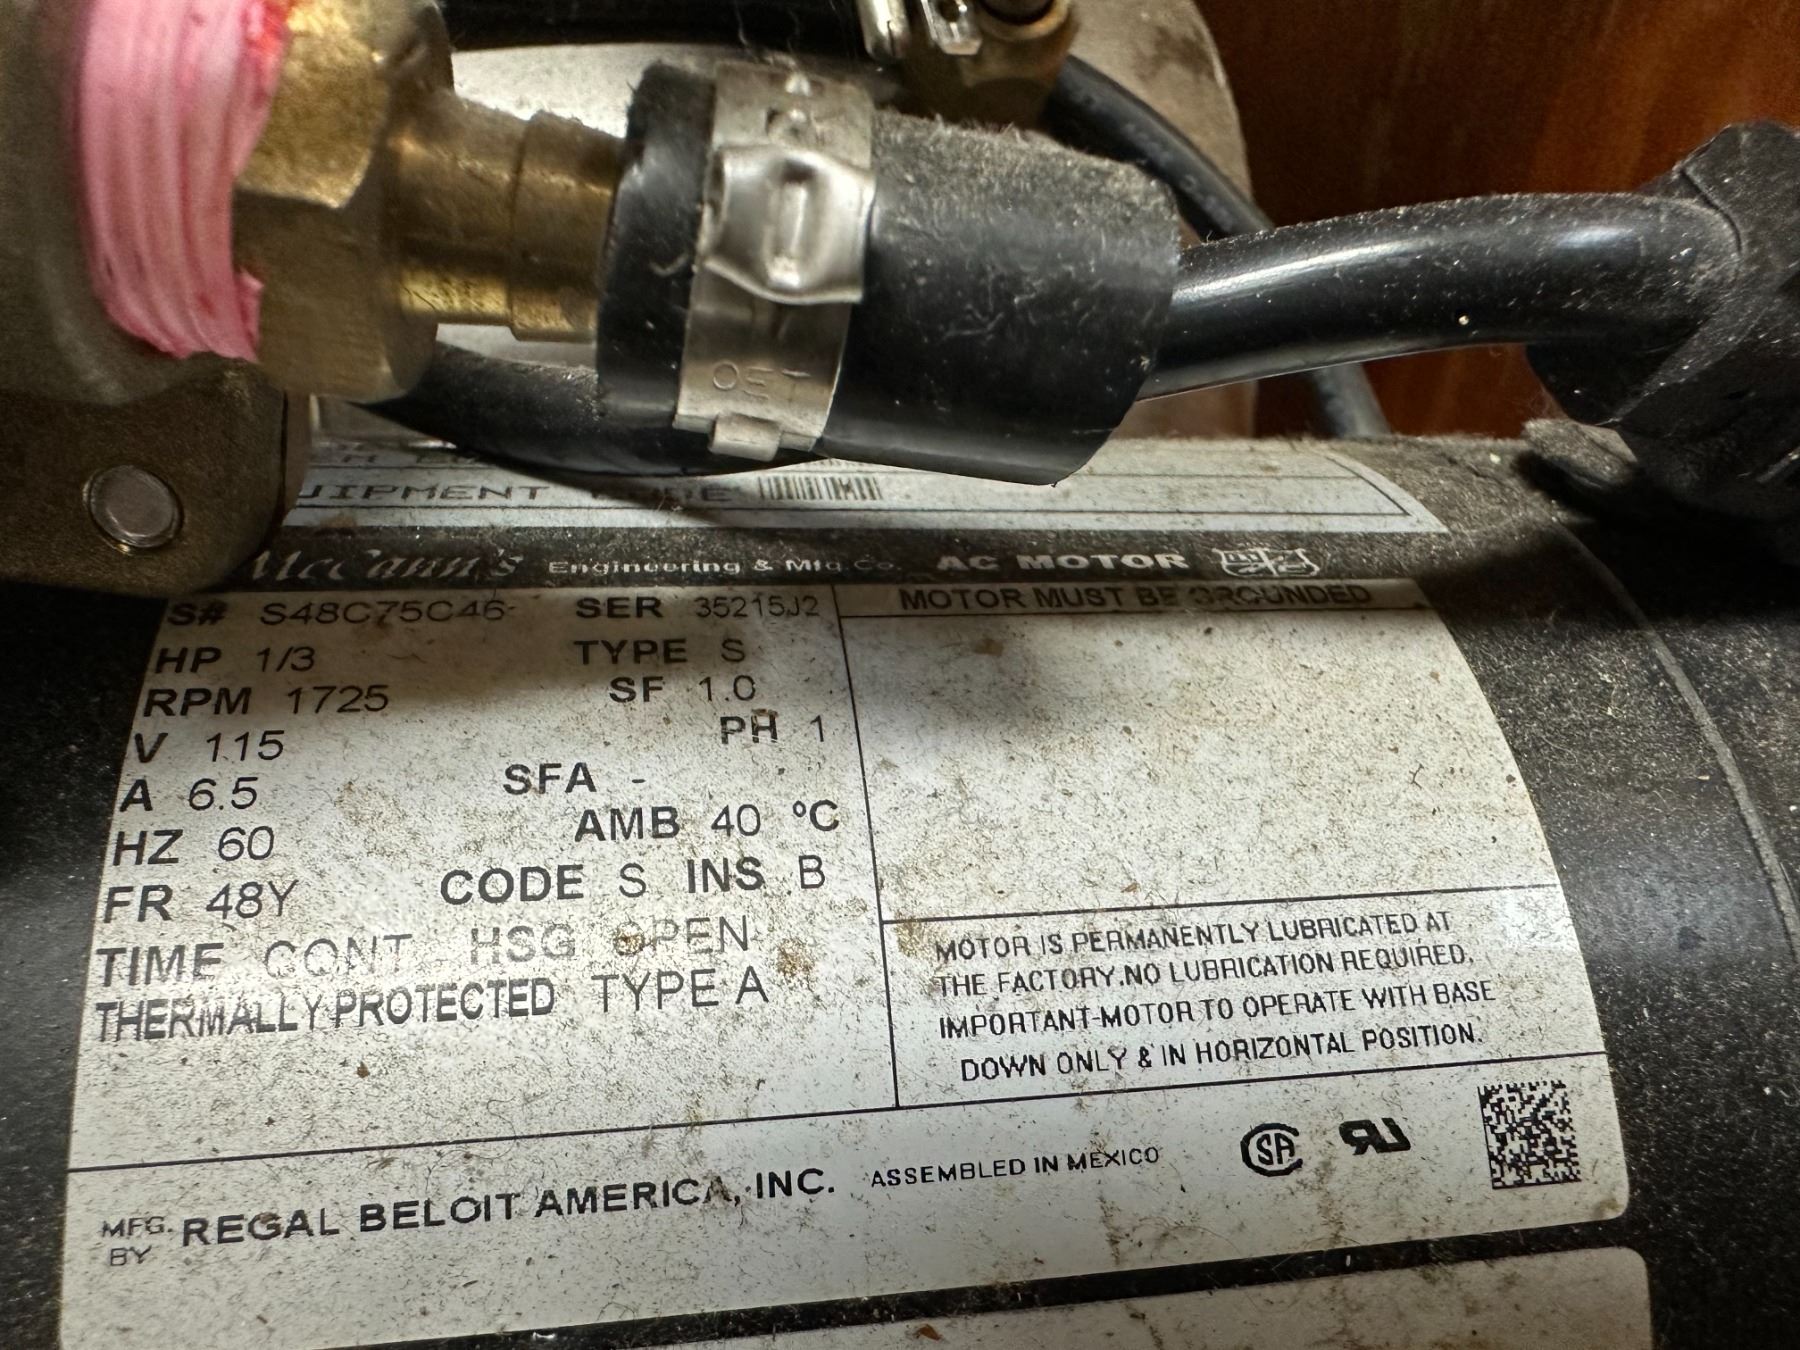 OET
UIPMENT
McCann's Engineering & Mfg. Co. AC MOTOR
S# S48C75C46 SER 35215J2
MOTOR MUST BE GROUNDED
HP 1/3 TYPE S
RPM 1725 SF 1.0
V 115 PH 1
A 6.5 SFA -
HZ 60 AMB 40 °C
FR 48Y CODE S INS B
TIME CONT HSG OPEN
THERMALLY PROTECTED TYPE A
MOTOR IS PERMANENTLY LUBRICATED AT
THE FACTORY.NO LUBRICATION REQUIRED.
IMPORTANT-MOTOR TO OPERATE WITH BASE
DOWN ONLY & IN HORIZONTAL POSITION.
MFG. BY REGAL BELOIT AMERICA, INC. ASSEMBLED IN MEXICO